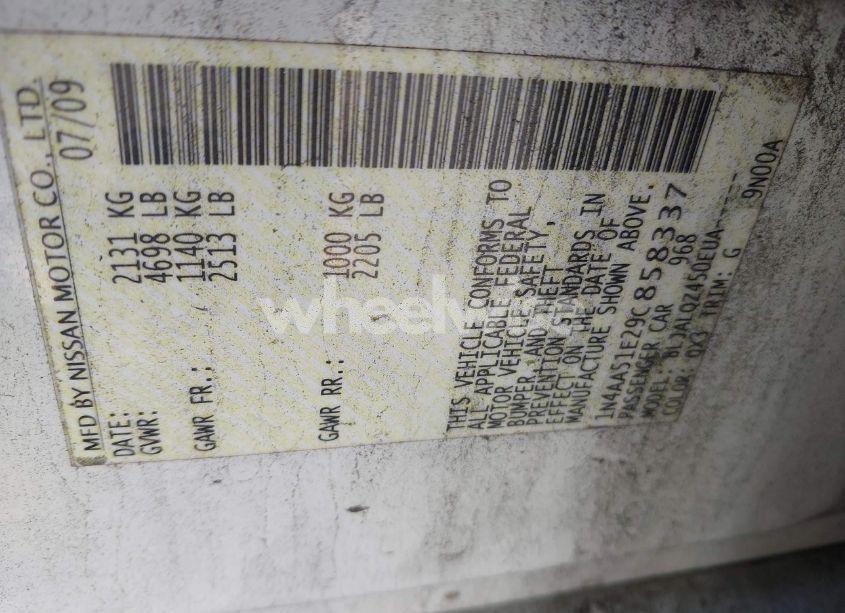 MFD BY NISSAN MOTOR CO., LTD.
DATE: 07/09
GVWR: 2131 KG
4698 LB
GAWR FR.: 1140 KG
2513 LB
GAWR RR.: 1000 KG
2205 LB
THIS VEHICLE CONFORMS TO
ALL APPLICABLE FEDERAL
MOTOR VEHICLE SAFETY,
BUMPER, AND THEFT
PREVENTION STANDARDS IN
EFFECT ON THE DATE OF
MANUFACTURE SHOWN ABOVE.
1N4AA51E29C858337
PASSENGER CAR 968
MODEL: BLJALQZ450EUA-----
COLOR: QX3 TRIM: G 9N00A